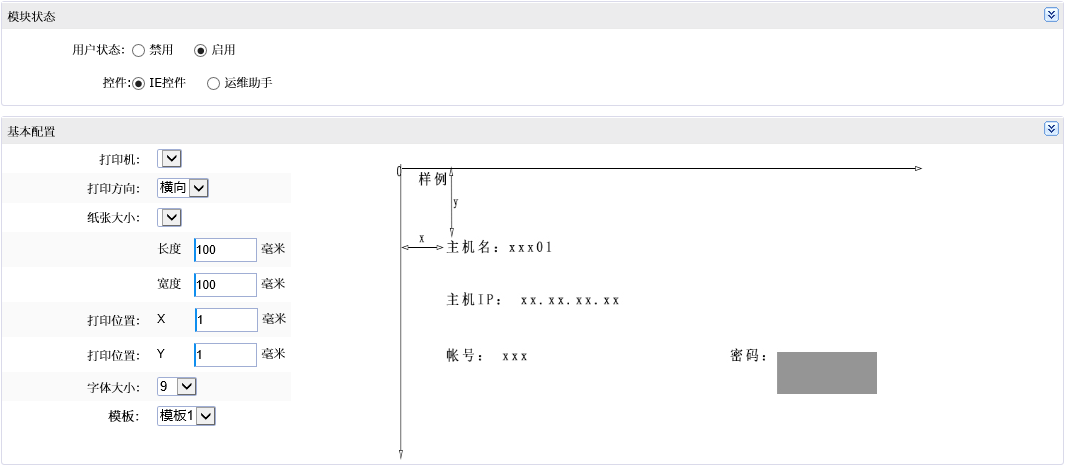 模块状态
用户状态: 禁用 启用
控件: IE控件 运维助手
基本配置
打印机:
打印方向: 横向
纸张大小:
长度 100 毫米
宽度 100 毫米
打印位置: X 1 毫米
打印位置: Y 1 毫米
字体大小: 9
模板: 模板1
0
样例
y
x
主机名: xxx01
主机IP: xx.xx.xx.xx
帐号: xxx 密码: